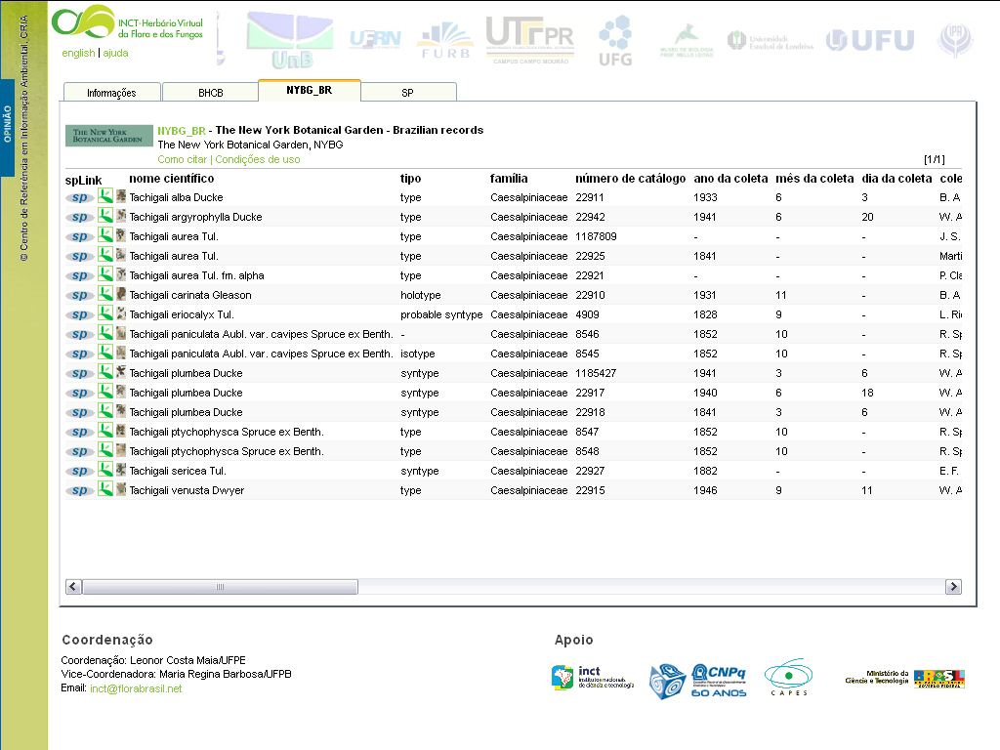 INCT-Herbário Virtual
da Flora e dos Fungos
english | ajuda
UnB
UFRN
FURB
UTFPR
CAMPUS CAMPO MOURÃO
UFG
Universidade
Estadual de Londrina
UFU
OPINIÃO
© Centro de Referência em Informação Ambiental, CRIA
Informações BHCB NYBG_BR SP
THE NEW YORK
BOTANICAL GARDEN
NYBG_BR - The New York Botanical Garden - Brazilian records
The New York Botanical Garden, NYBG
Como citar | Condições de uso
[1/1]
spLink nome científico tipo família número de catálogo ano da coleta mês da coleta dia da coleta cole
sp Tachigali alba Ducke type Caesalpiniaceae 22911 1933 6 3 B. A
sp Tachigali argyrophylla Ducke type Caesalpiniaceae 22942 1941 6 20 W. A
sp Tachigali aurea Tul. type Caesalpiniaceae 1187809 - - - J. S.
sp Tachigali aurea Tul. type Caesalpiniaceae 22925 1841 - - Marti
sp Tachigali aurea Tul. fm. alpha type Caesalpiniaceae 22921 - - - P. Cla
sp Tachigali carinata Gleason holotype Caesalpiniaceae 22910 1931 11 - B. A
sp Tachigali eriocalyx Tul. probable syntype Caesalpiniaceae 4909 1828 9 - L. Rie
sp Tachigali paniculata Aubl. var. cavipes Spruce ex Benth. - Caesalpiniaceae 8546 1852 10 - R. Sp
sp Tachigali paniculata Aubl. var. cavipes Spruce ex Benth. isotype Caesalpiniaceae 8545 1852 10 - R. Sp
sp Tachigali plumbea Ducke syntype Caesalpiniaceae 1185427 1941 3 6 W. A
sp Tachigali plumbea Ducke syntype Caesalpiniaceae 22917 1940 6 18 W. A
sp Tachigali plumbea Ducke syntype Caesalpiniaceae 22918 1841 3 6 W. A
sp Tachigali ptychophysca Spruce ex Benth. type Caesalpiniaceae 8547 1852 10 - R. Sp
sp Tachigali ptychophysca Spruce ex Benth. type Caesalpiniaceae 8548 1852 10 - R. Sp
sp Tachigali sericea Tul. syntype Caesalpiniaceae 22927 1882 - - E. F.
sp Tachigali venusta Dwyer type Caesalpiniaceae 22915 1946 9 11 W. A
Coordenação
Coordenação: Leonor Costa Maia/UFPE
Vice-Coordenadora: Maria Regina Barbosa/UFPB
Email: inct@florabrasil.net
Apoio
inct
institutos nacionais
de ciência e tecnologia
CNPq
60 ANOS
CAPES
Ministério da
Ciência e Tecnologia
BRASIL
GOVERNO FEDERAL